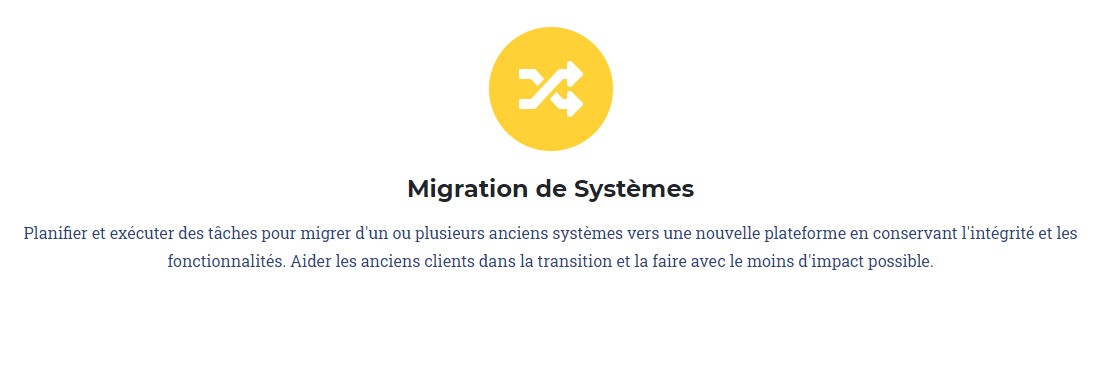 Migration de Systèmes
Planifier et exécuter des tâches pour migrer d'un ou plusieurs anciens systèmes vers une nouvelle plateforme en conservant l'intégrité et les
fonctionnalités. Aider les anciens clients dans la transition et la faire avec le moins d'impact possible.